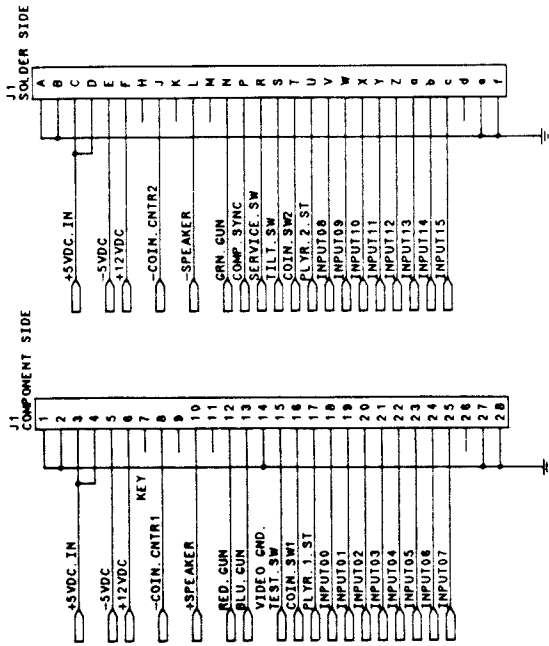 J1
COMPONENT SIDE
+5VDC.IN
-5VDC
+12VDC
KEY
-COIN.CNTR1
+SPEAKER
RED.GUN
BLU.GUN
VIDEO GND.
TEST.SW
COIN.SW1
PLYR.1.ST
INPUT00
INPUT01
INPUT02
INPUT03
INPUT04
INPUT05
INPUT06
INPUT07
1
2
3
4
5
6
7
8
9
10
11
12
13
14
15
16
17
18
19
20
21
22
23
24
25
26
27
28
J1
SOLDER SIDE
+5VDC.IN
-5VDC
+12VDC
-COIN.CNTR2
-SPEAKER
GRN.GUN
COMP.SYNC
SERVICE.SW
TILT.SW
COIN.SW2
PLYR.2.ST
INPUT08
INPUT09
INPUT10
INPUT11
INPUT12
INPUT13
INPUT14
INPUT15
A
B
C
D
E
F
H
J
K
L
M
N
P
R
S
T
U
V
W
X
Y
Z
a
b
c
d
e
f